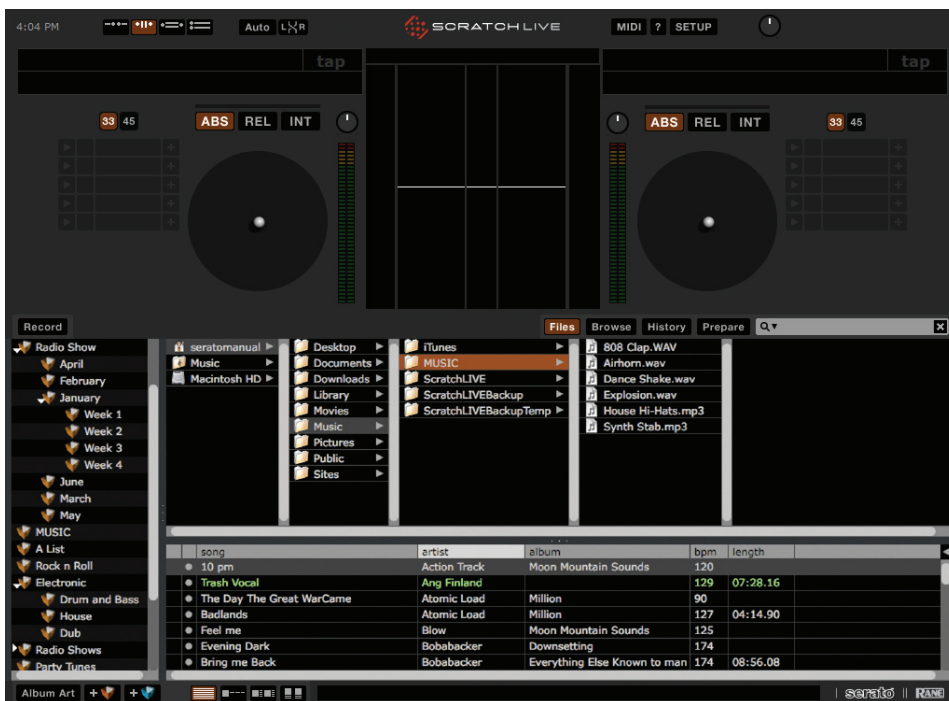 4:04 PM Auto L R SCRATCH LIVE MIDI ? SETUP
tap tap
33 45 ABS REL INT ABS REL INT 33 45
Record Files Browse History Prepare
Radio Show
April
February
January
Week 1
Week 2
Week 3
Week 4
June
March
May
MUSIC
A List
Rock n Roll
Electronic
Drum and Bass
House
Dub
Radio Shows
Party Tunes
seratomanual
Music
Macintosh HD
Desktop
Documents
Downloads
Library
Movies
Music
Pictures
Public
Sites
iTunes
MUSIC
ScratchLIVE
ScratchLIVEBackup
ScratchLIVEBackupTemp
808 Clap.WAV
Airhorn.wav
Dance Shake.wav
Explosion.wav
House Hi-Hats.mp3
Synth Stab.mp3
song artist album bpm length
10 pm Action Track Moon Mountain Sounds 120
Trash Vocal Ang Finland 129 07:28.16
The Day The Great WarCame Atomic Load Million 90
Badlands Atomic Load Million 127 04:14.90
Feel me Blow Moon Mountain Sounds 125
Evening Dark Bobabacker Downsetting 174
Bring me Back Bobabacker Everything Else Known to man 174 08:56.08
Album Art + + serato RANE